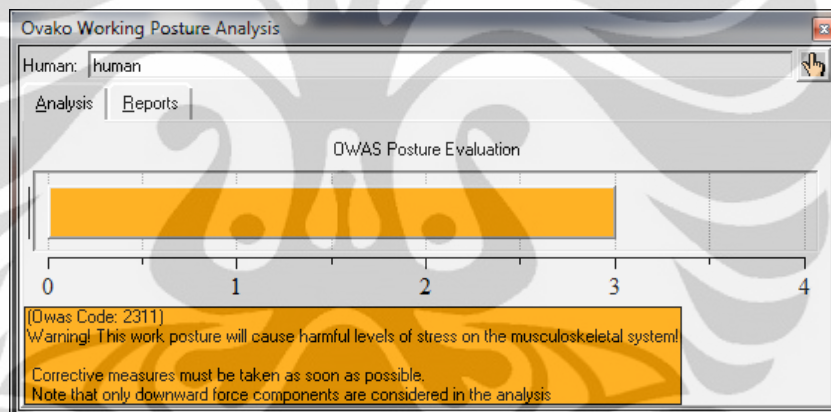 Ovako Working Posture Analysis
x
Human: human
Analysis Reports
OWAS Posture Evaluation
0 1 2 3 4
(Owas Code: 2311)
Warning! This work posture will cause harmful levels of stress on the musculoskeletal system!
Corrective measures must be taken as soon as possible.
Note that only downward force components are considered in the analysis